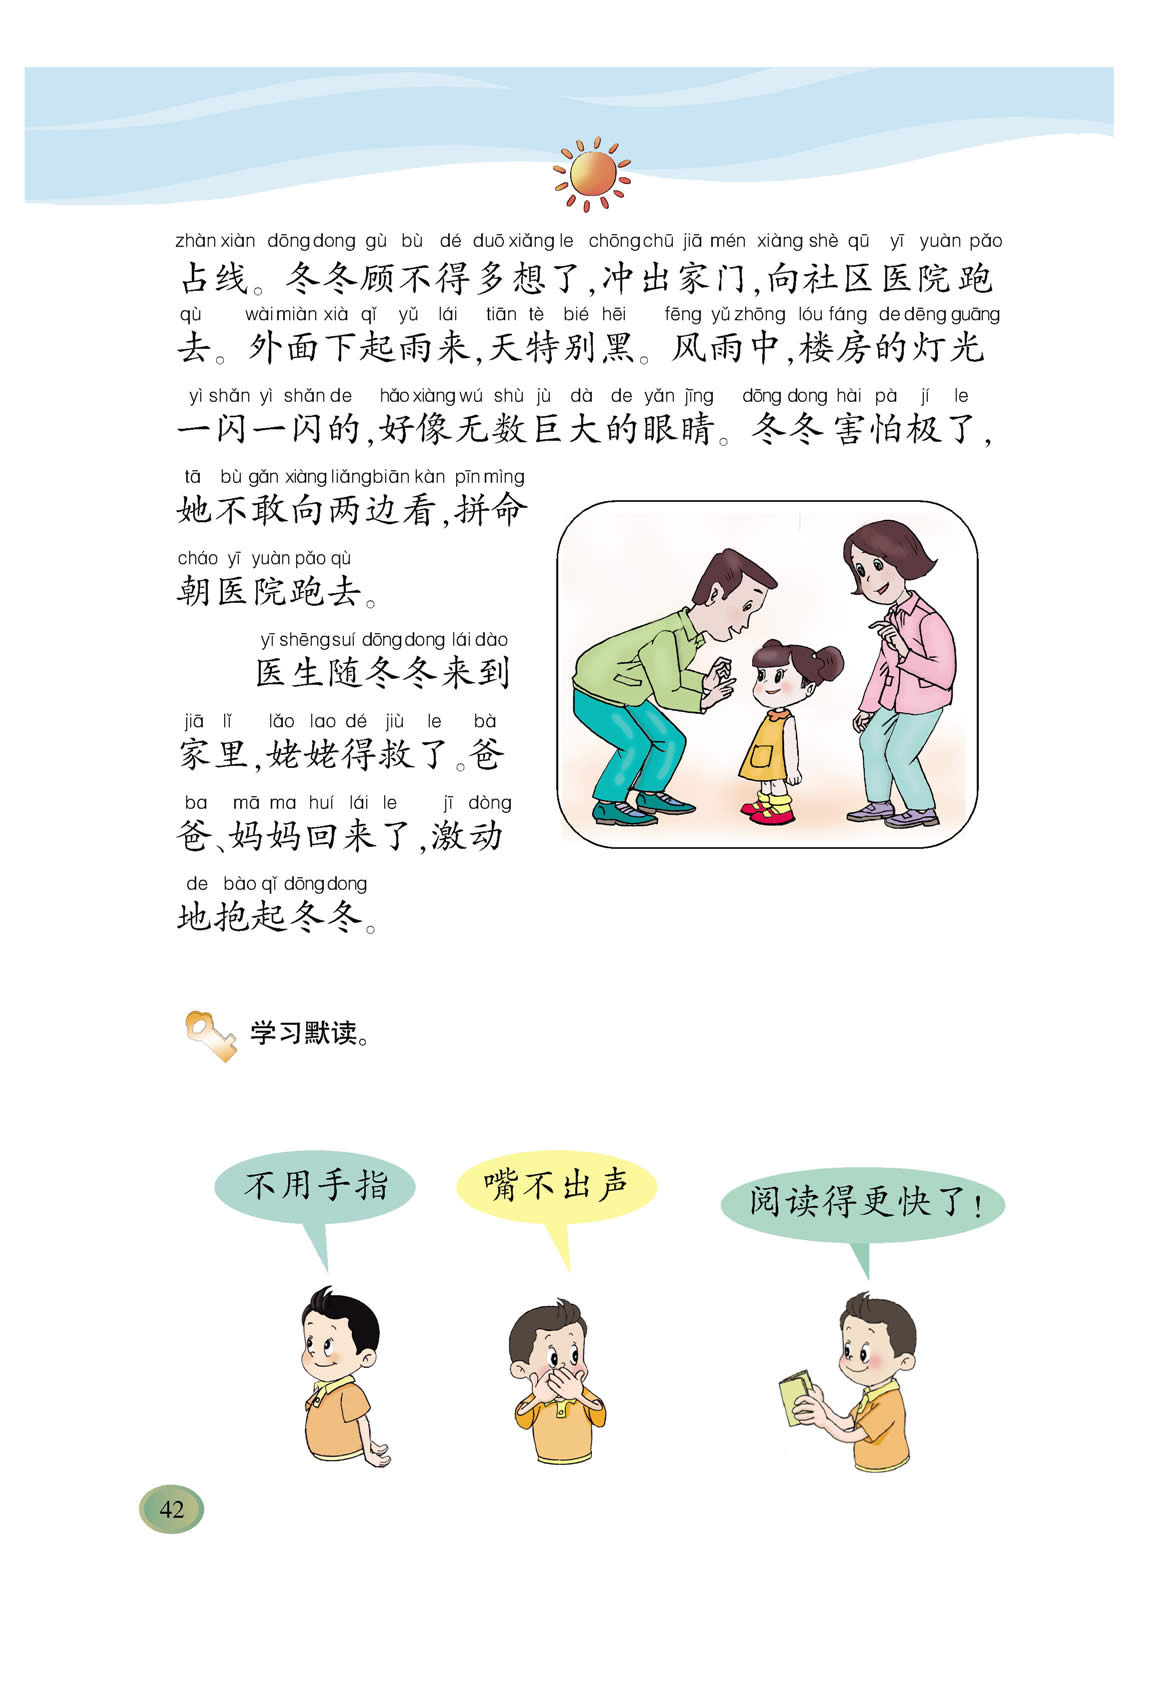 zhàn xiàn dōng dong gù bù dé duō xiǎng le chōng chū jiā mén xiàng shè qū yī yuàn pǎo
占线。冬冬顾不得多想了,冲出家门,向社区医院跑
qù wài miàn xià qǐ yǔ lái tiān tè bié hēi fēng yǔ zhōng lóu fáng de dēng guāng
去。外面下起雨来,天特别黑。风雨中,楼房的灯光
yì shǎn yì shǎn de hǎo xiàng wú shù jù dà de yǎn jīng dōng dong hài pà jí le
一闪一闪的,好像无数巨大的眼睛。冬冬害怕极了,
tā bù gǎn xiàng liǎng biān kàn pīn mìng
她不敢向两边看,拼命
cháo yī yuàn pǎo qù
朝医院跑去。
yī shēng suí dōng dong lái dào
医生随冬冬来到
jiā lǐ lǎo lao dé jiù le bà
家里,姥姥得救了。爸
ba mā ma huí lái le jī dòng
爸、妈妈回来了,激动
de bào qǐ dōng dong
地抱起冬冬。
学习默读。
不用手指
嘴不出声
阅读得更快了!
42